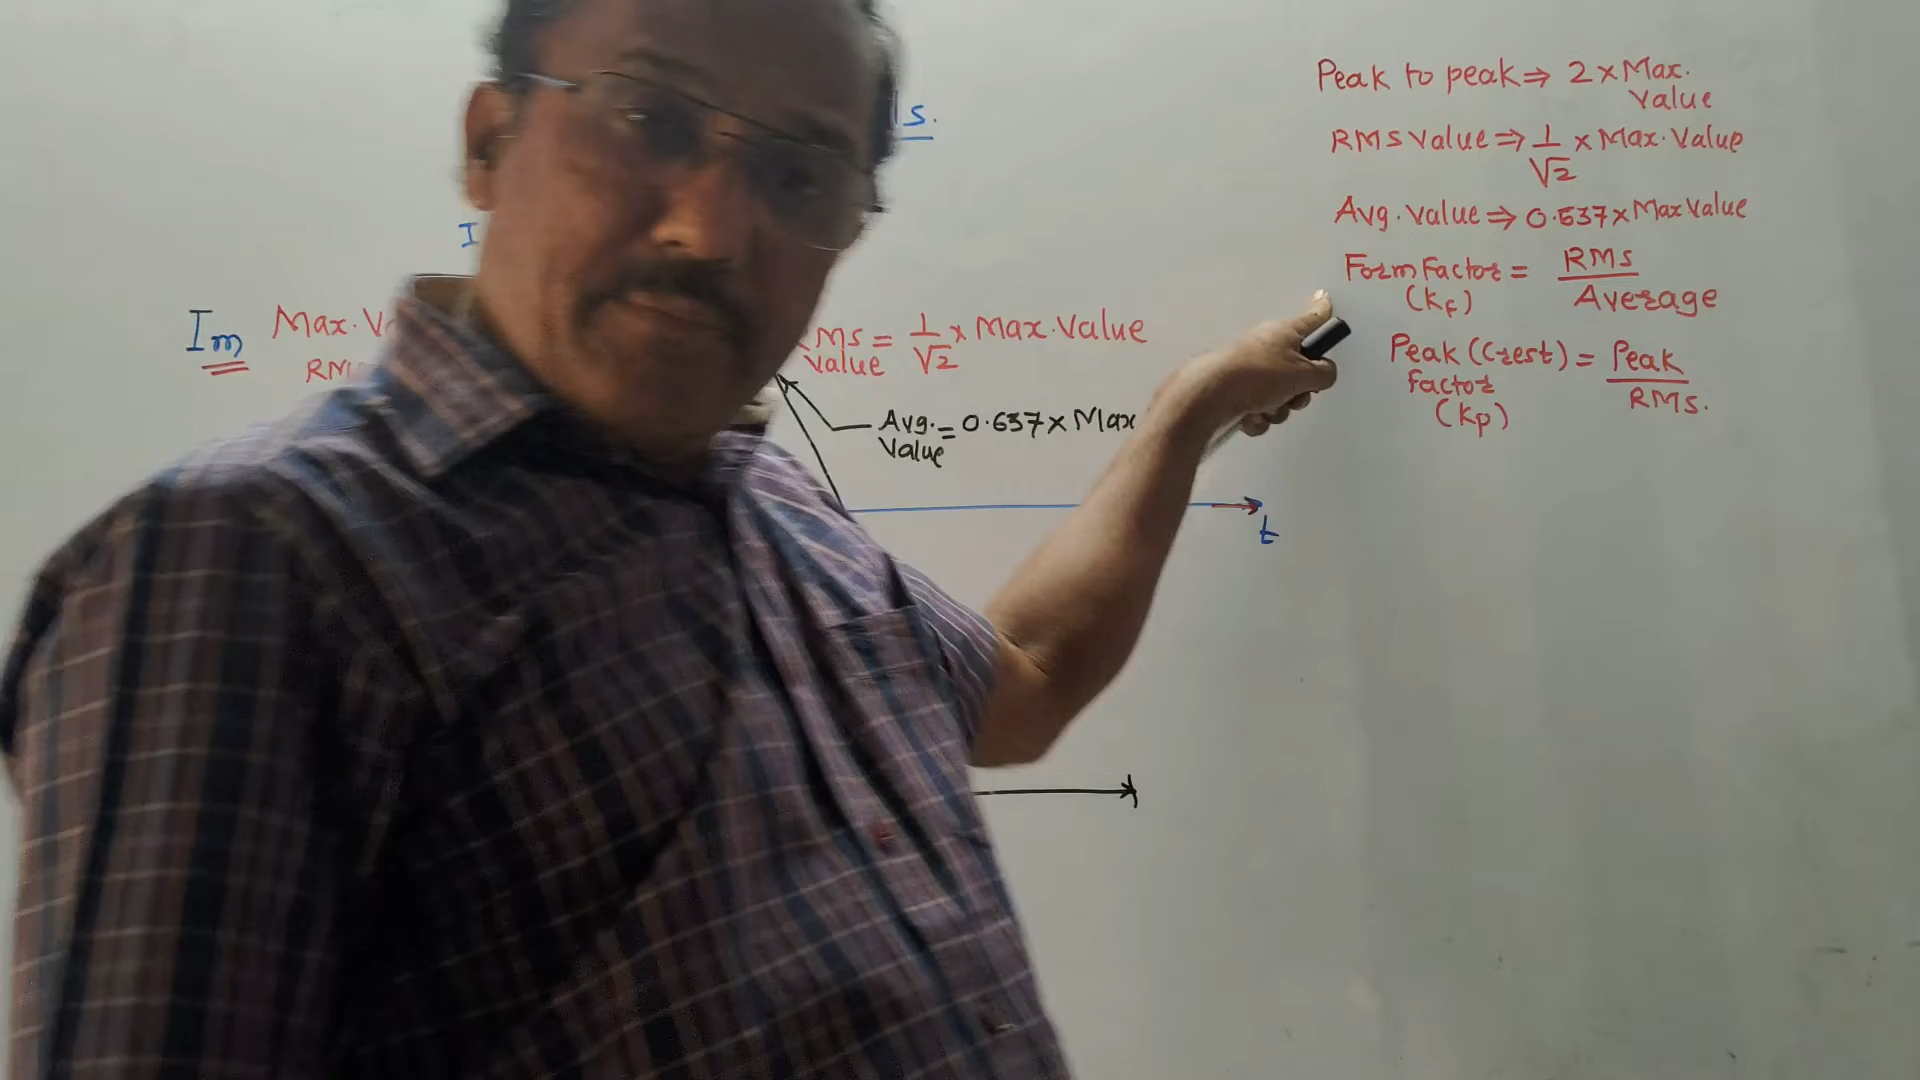 ls.
I
Im Max. V
RM
RMS = 1/√2 × Max. Value
Value
Avg. = 0.637 × Max
Value
t
Peak to peak ⇒ 2 × Max.
Value
RMS Value ⇒ 1/√2 × Max. Value
Avg. Value ⇒ 0.637 × Max Value
Form Factor = RMS/Average
(Kf)
Peak (Crest) = Peak/RMS.
factor
(Kp)